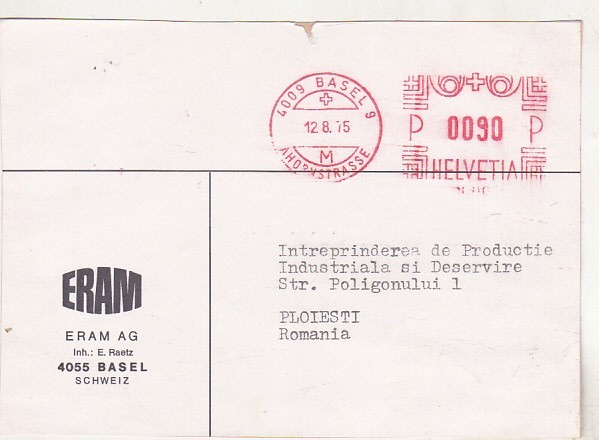 4009 BASEL 9
12.8.75
M
AHORNSTRASSE
P 0090 P
HELVETIA
Intreprinderea de Productie
Industriala si Deservire
Str. Poligonului 1
PLOIESTI
Romania
ERAM
ERAM AG
Inh.: E. Raetz
4055 BASEL
SCHWEIZ